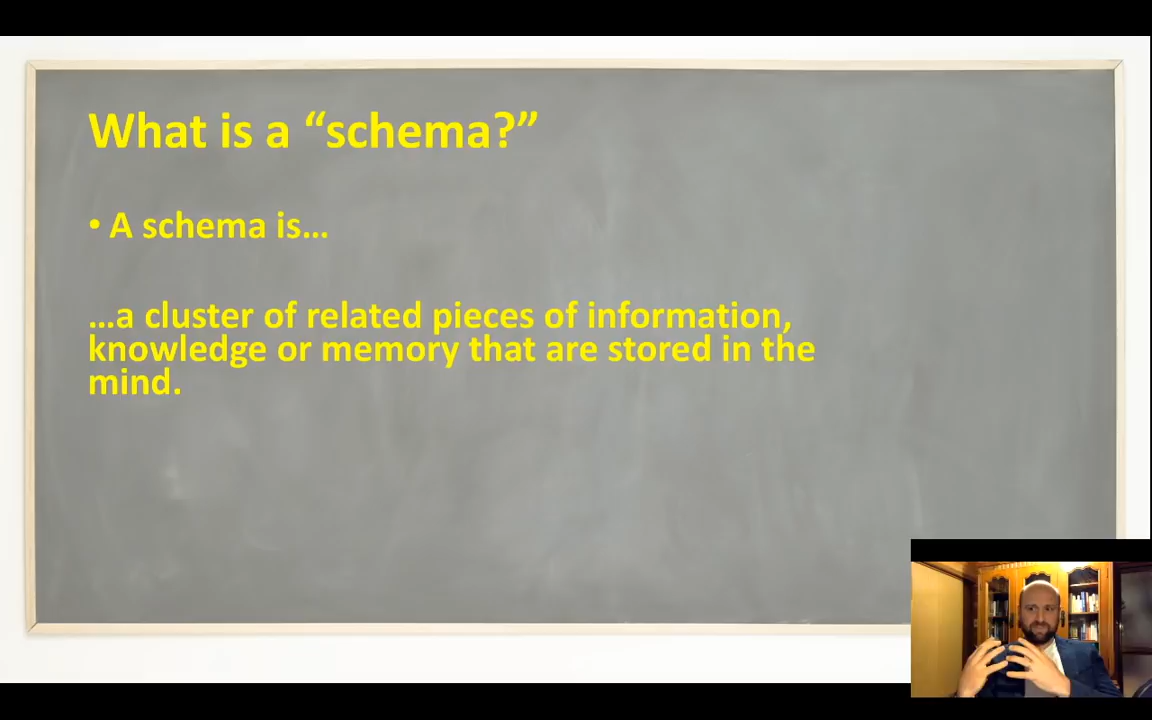 What is a “schema?”
• A schema is...
...a cluster of related pieces of information,
knowledge or memory that are stored in the
mind.